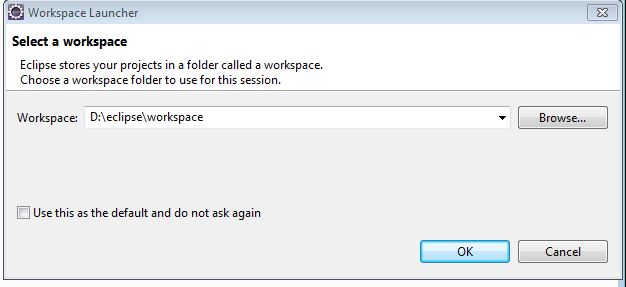 Workspace Launcher
Select a workspace
Eclipse stores your projects in a folder called a workspace.
Choose a workspace folder to use for this session.
Workspace: D:\eclipse\workspace Browse...
Use this as the default and do not ask again
OK Cancel